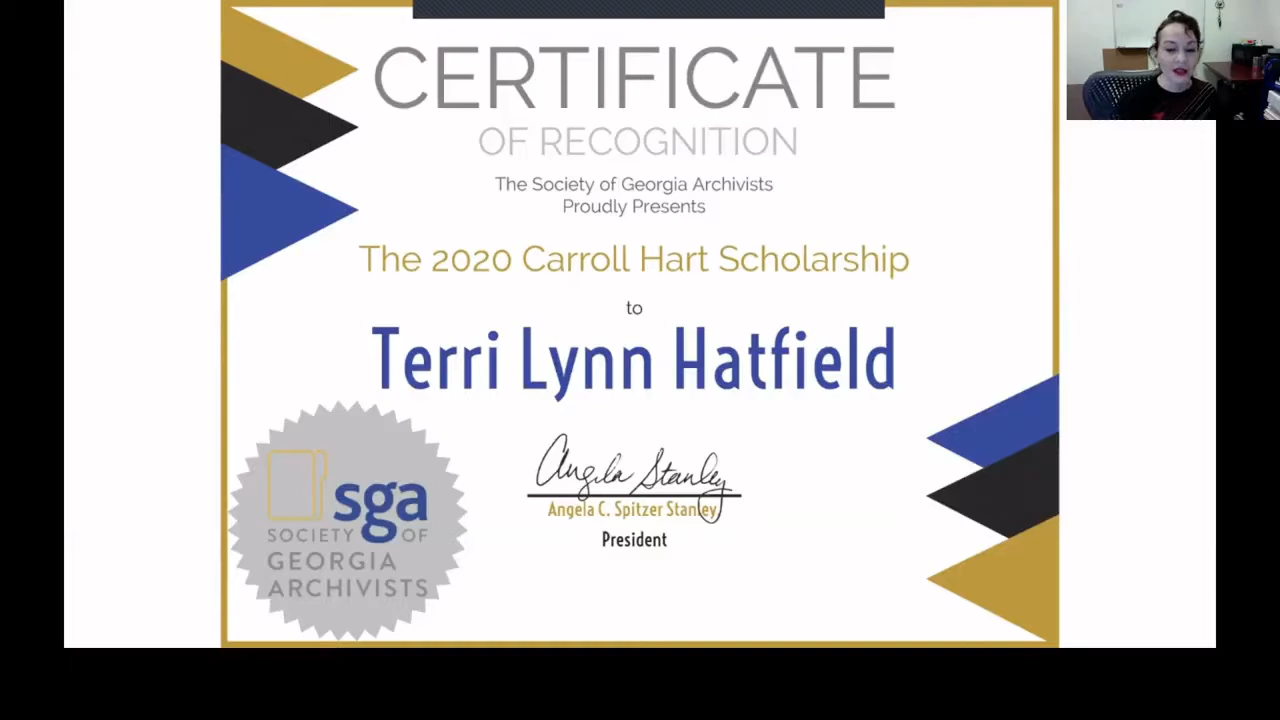 CERTIFICATE
OF RECOGNITION
The Society of Georgia Archivists
Proudly Presents
The 2020 Carroll Hart Scholarship
to
Terri Lynn Hatfield
Angela Stanley
Angela C. Spitzer Stanley
President
sga
SOCIETY OF
GEORGIA
ARCHIVISTS